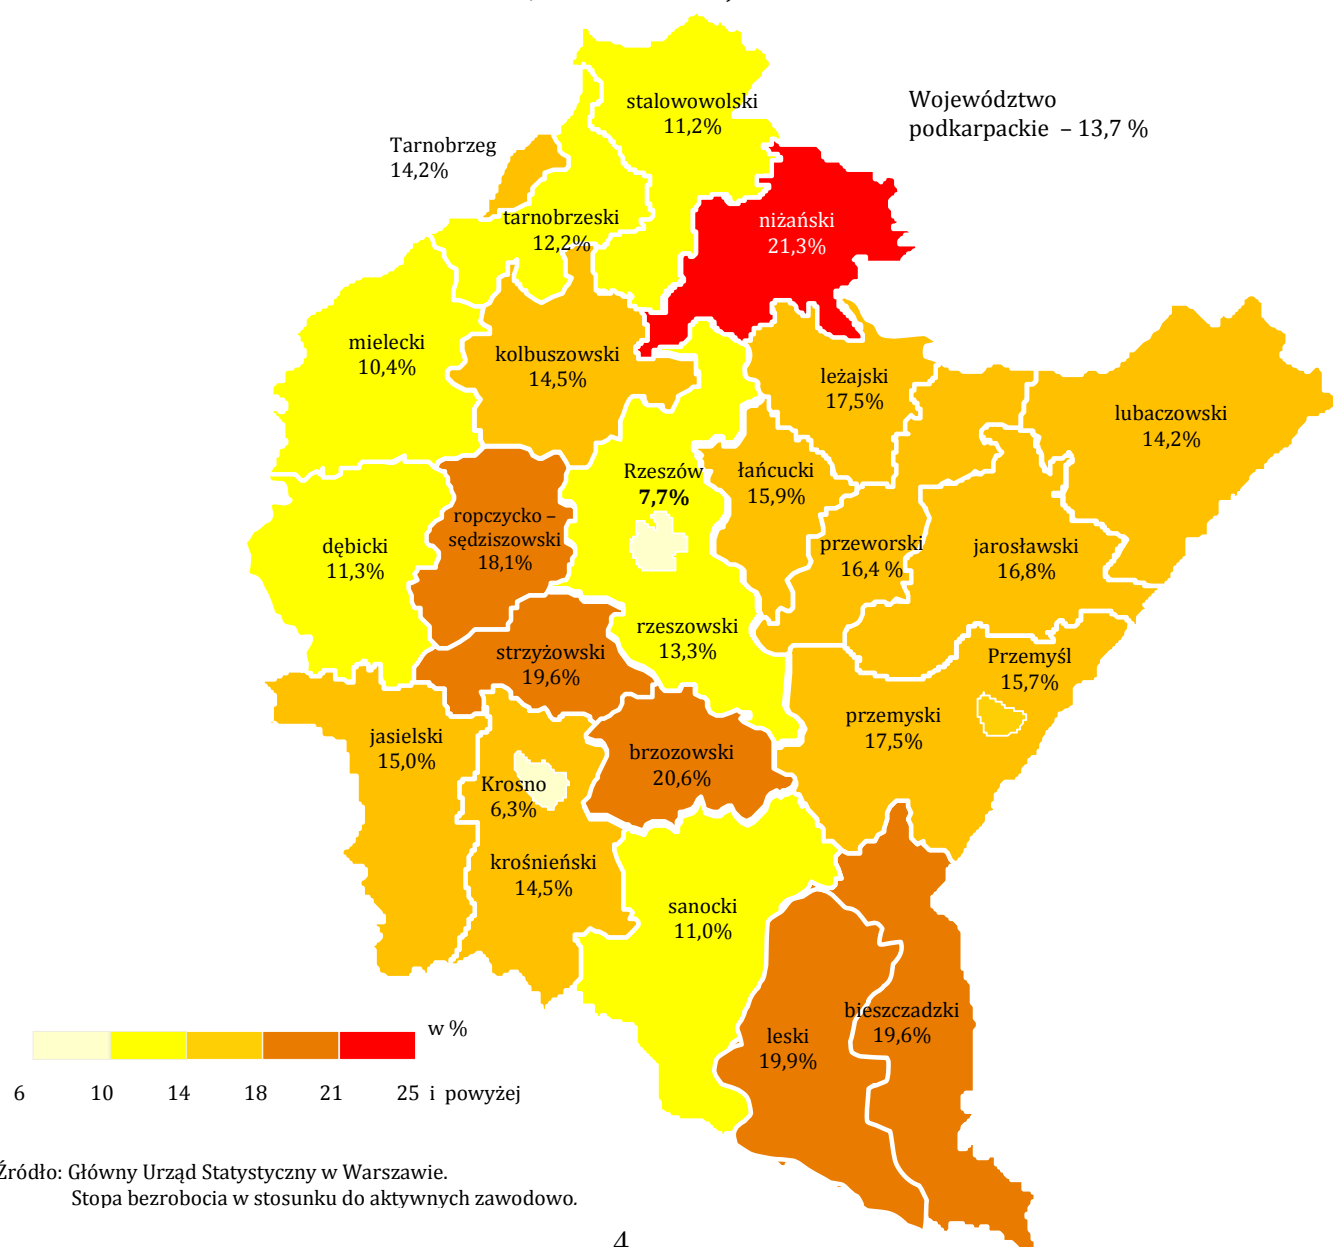 stalowowolski
11,2%
Województwo
podkarpackie – 13,7 %
Tarnobrzeg
14,2%
tarnobrzeski
12,2%
niżański
21,3%
mielecki
10,4%
kolbuszowski
14,5%
leżajski
17,5%
lubaczowski
14,2%
Rzeszów
7,7%
łańcucki
15,9%
ropczycko –
sędziszowski
18,1%
dębicki
11,3%
przeworski
16,4 %
jarosławski
16,8%
rzeszowski
13,3%
strzyżowski
19,6%
Przemyśl
15,7%
przemyski
17,5%
jasielski
15,0%
brzozowski
20,6%
Krosno
6,3%
krośnieński
14,5%
sanocki
11,0%
bieszczadzki
19,6%
leski
19,9%
w %
6 10 14 18 21 25 i powyżej
Źródło: Główny Urząd Statystyczny w Warszawie.
Stopa bezrobocia w stosunku do aktywnych zawodowo.
4